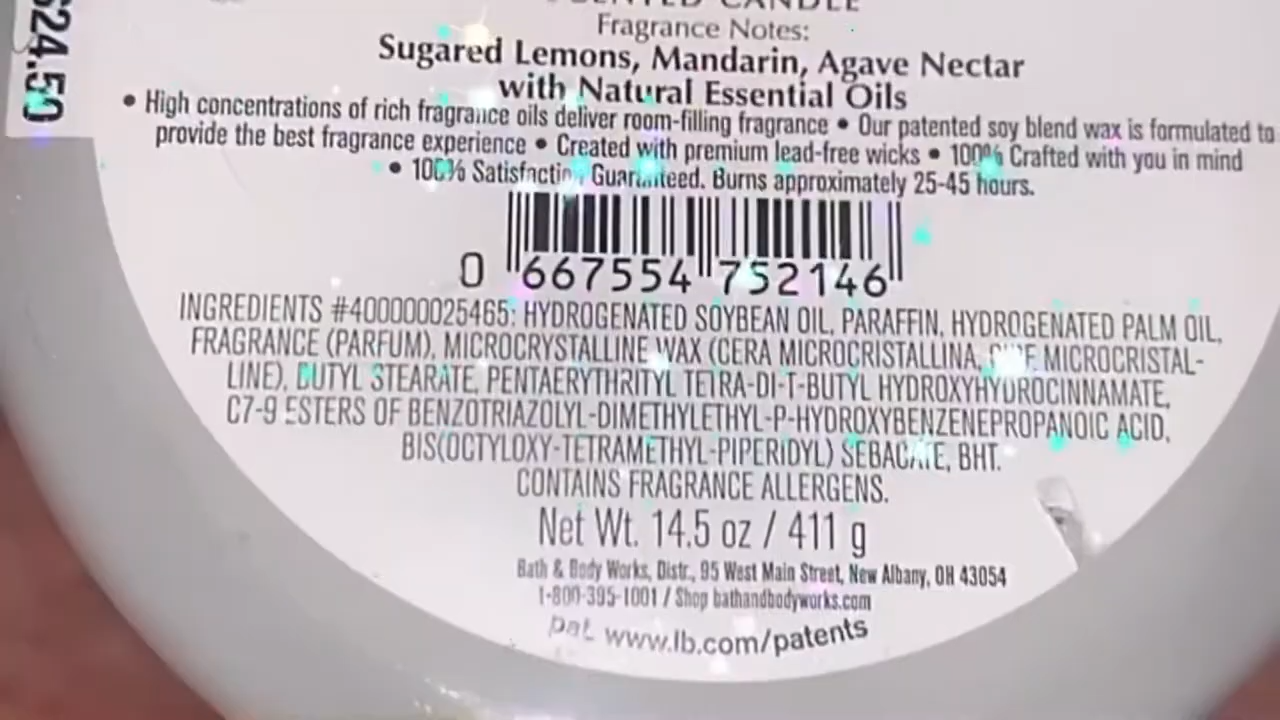 $24.50
SCENTED CANDLE
Fragrance Notes:
Sugared Lemons, Mandarin, Agave Nectar
with Natural Essential Oils
• High concentrations of rich fragrance oils deliver room-filling fragrance • Our patented soy blend wax is formulated to
provide the best fragrance experience • Created with premium lead-free wicks • 100% Crafted with you in mind
• 100% Satisfaction Guaranteed. Burns approximately 25-45 hours.
0 667554 752146
INGREDIENTS #400000025465: HYDROGENATED SOYBEAN OIL, PARAFFIN, HYDROGENATED PALM OIL,
FRAGRANCE (PARFUM), MICROCRYSTALLINE WAX (CERA MICROCRISTALLINA, MICROCRISTAL-
LINE), BUTYL STEARATE, PENTAERYTHRITYL TETRA-DI-T-BUTYL HYDROXYHYDROCINNAMATE,
C7-9 ESTERS OF BENZOTRIAZOLYL-DIMETHYLETHYL-P-HYDROXYBENZENEPROPANOIC ACID,
BIS(OCTYLOXY-TETRAMETHYL-PIPERIDYL) SEBACATE, BHT.
CONTAINS FRAGRANCE ALLERGENS.
Net Wt. 14.5 oz / 411 g
Bath & Body Works, Distr., 95 West Main Street, New Albany, OH 43054
1-800-395-1001 / Shop bathandbodyworks.com
pat. www.lb.com/patents